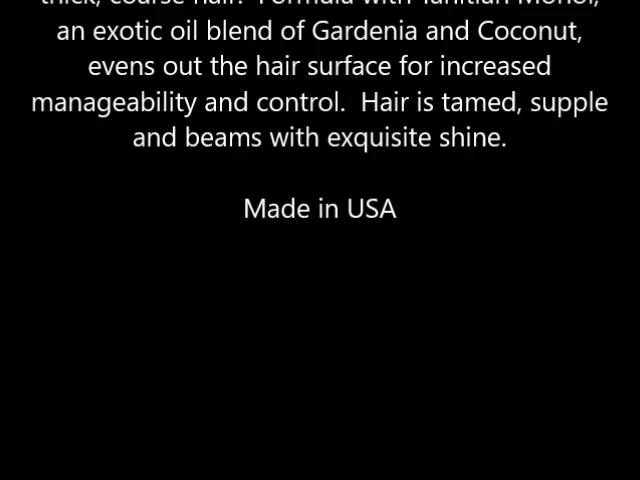 thick, coarse hair.  Formula with Tahitian Monoi,
an exotic oil blend of Gardenia and Coconut,
evens out the hair surface for increased
manageability and control.  Hair is tamed, supple
and beams with exquisite shine.
Made in USA